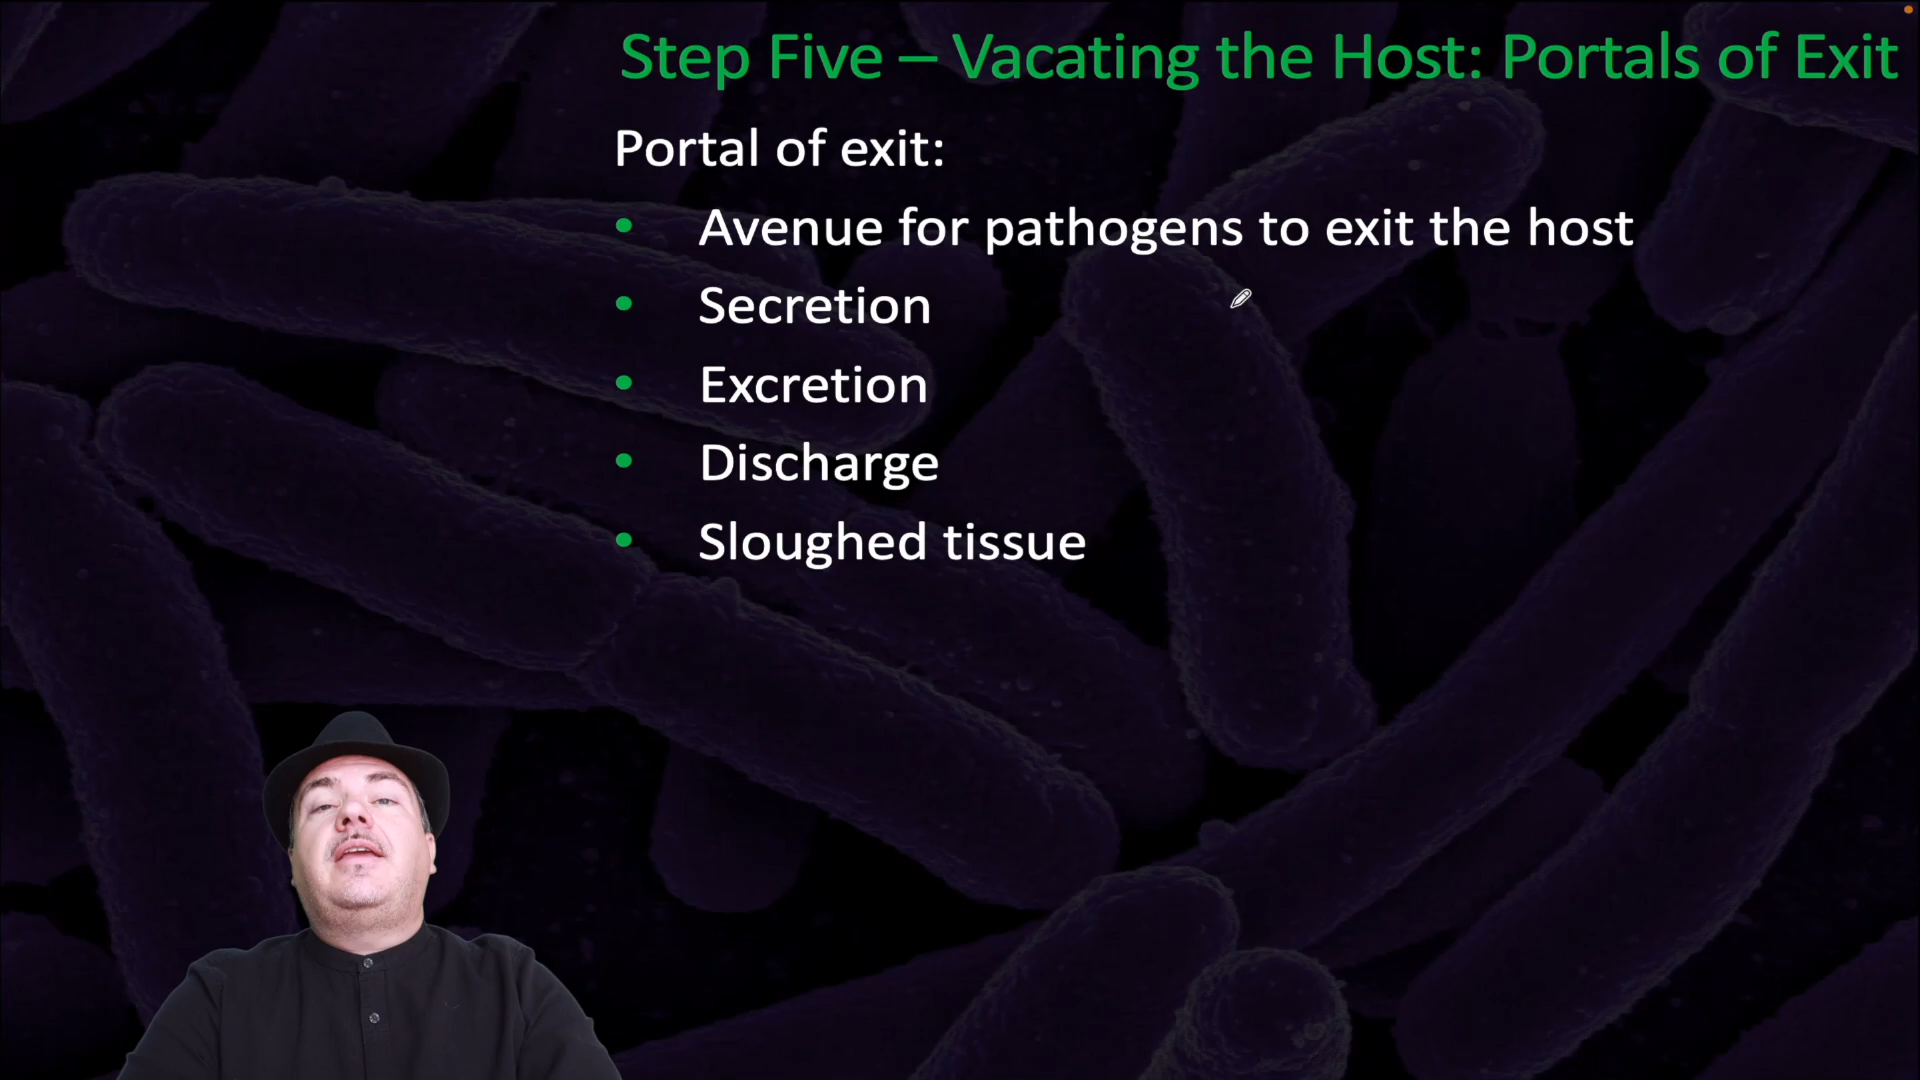 Step Five – Vacating the Host: Portals of Exit
Portal of exit:
• Avenue for pathogens to exit the host
• Secretion
• Excretion
• Discharge
• Sloughed tissue